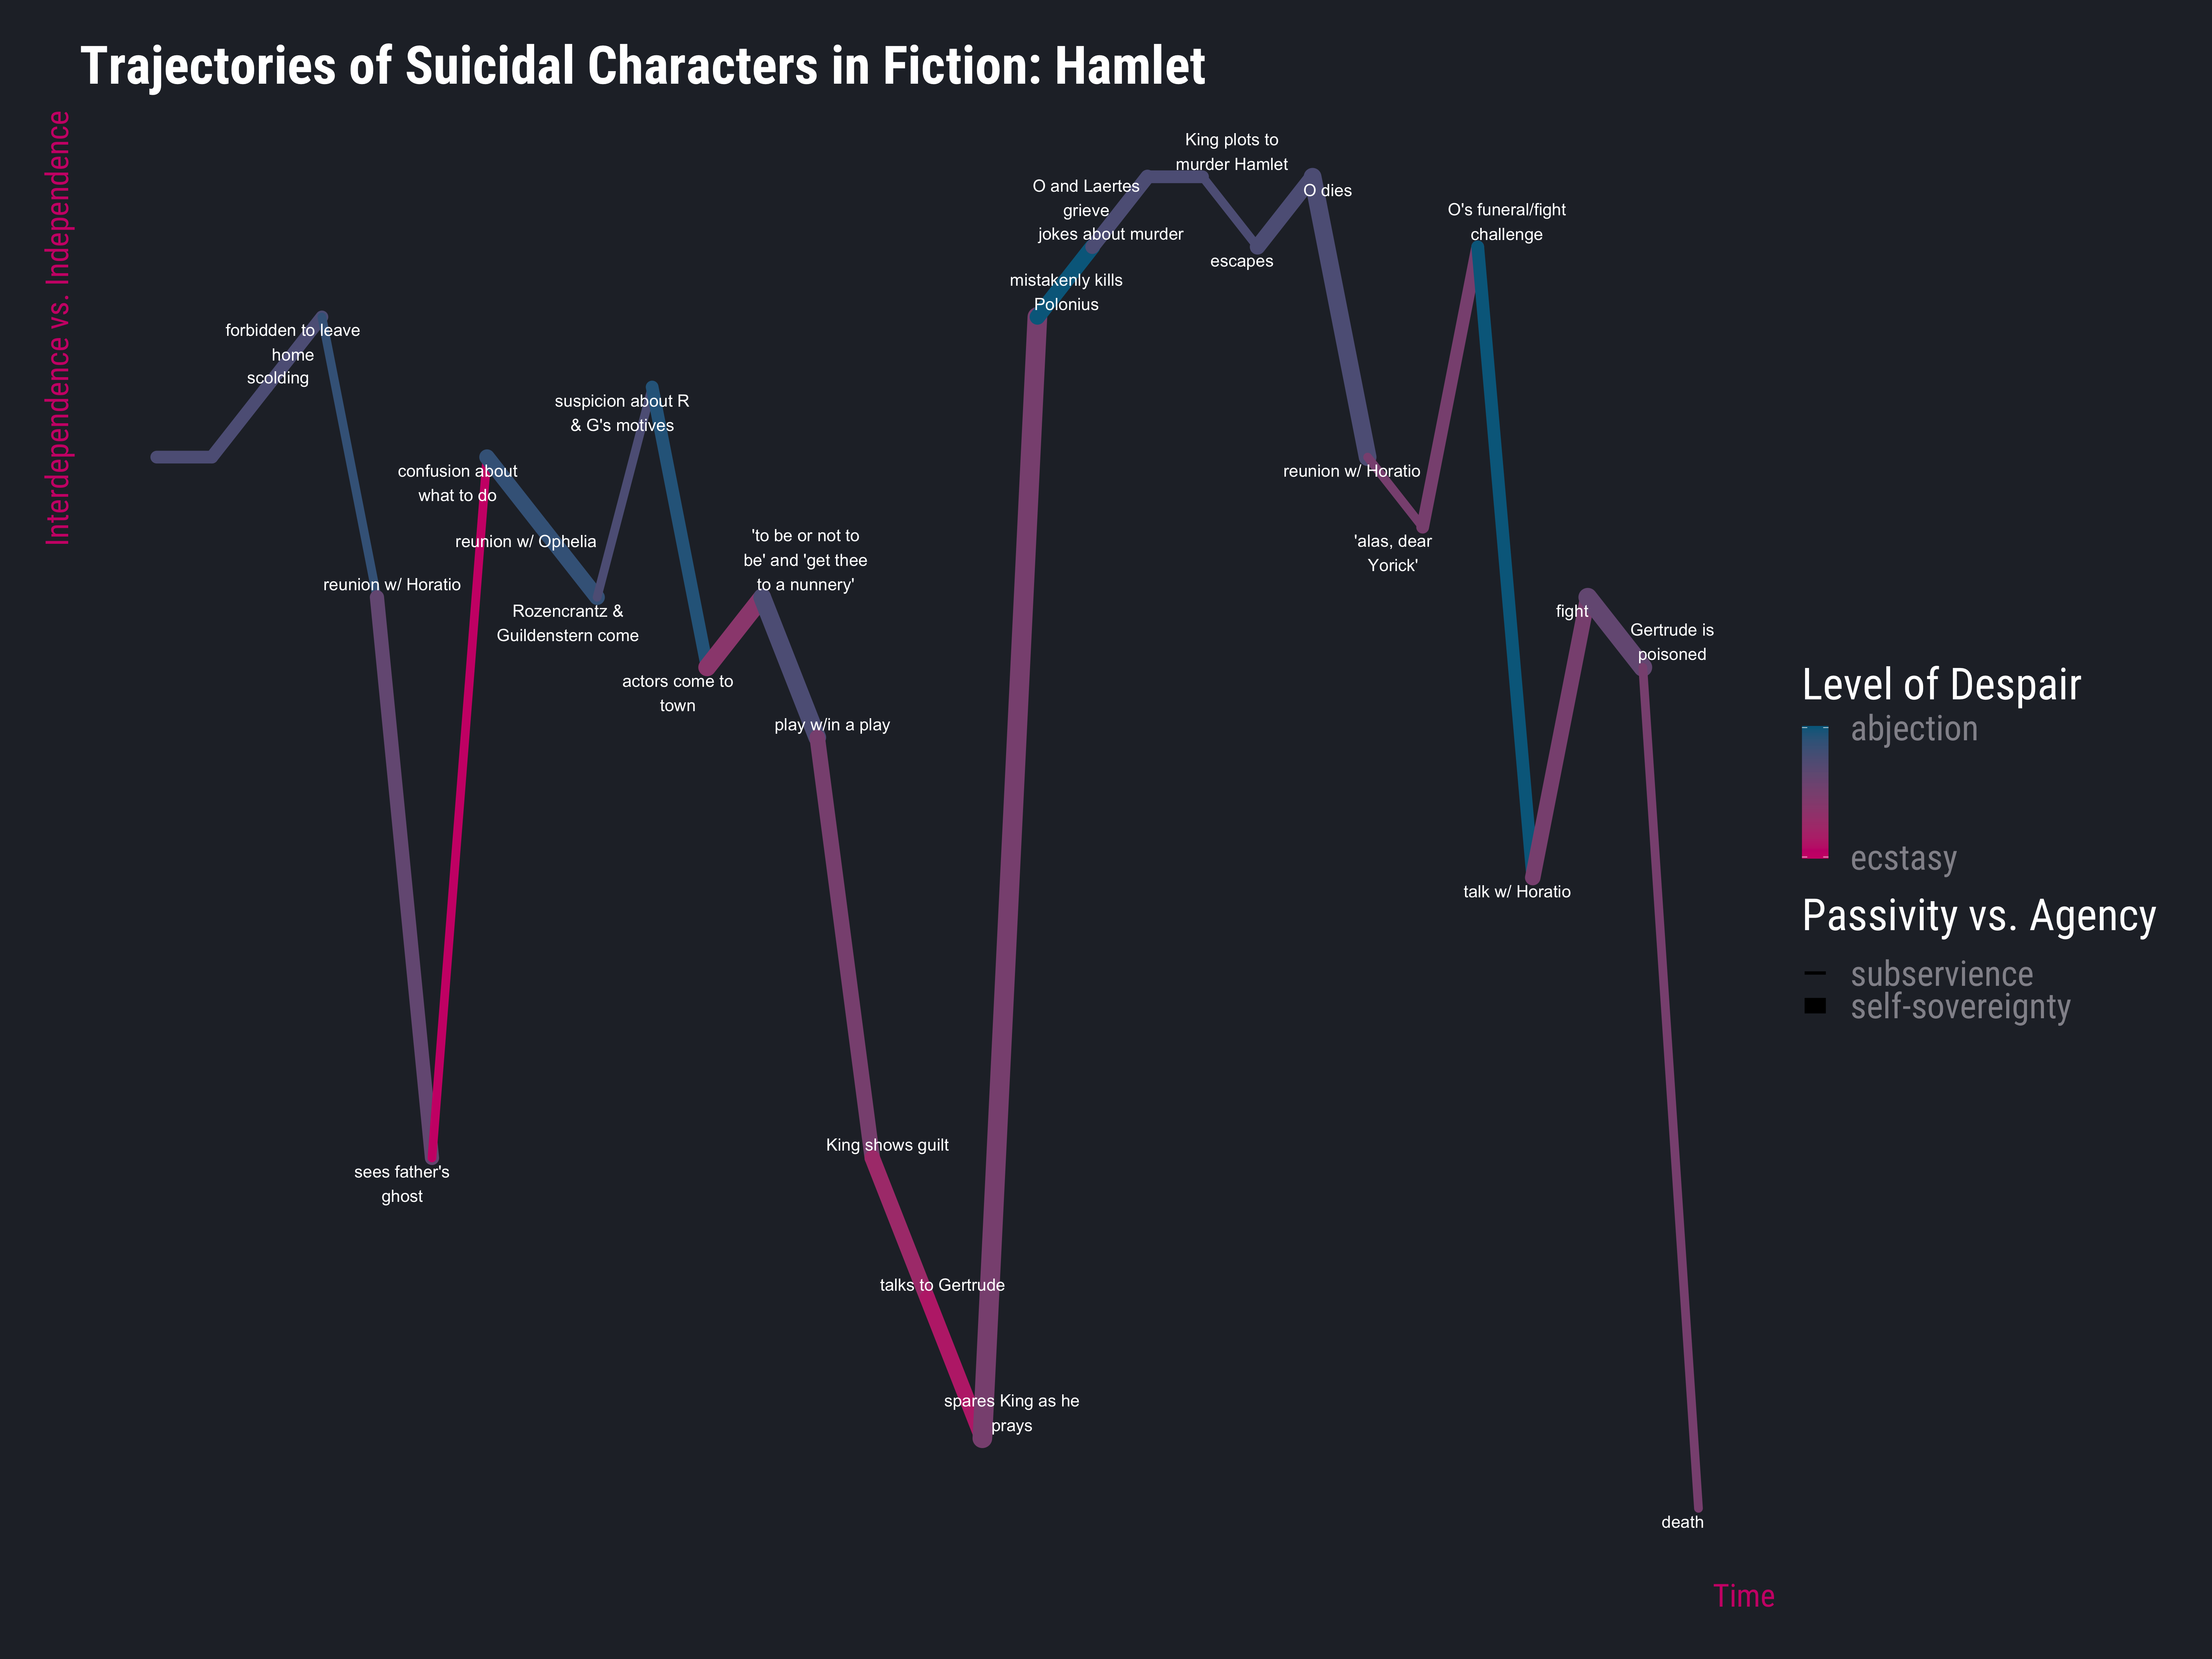 Trajectories of Suicidal Characters in Fiction: Hamlet
Interdependence vs. Independence
forbidden to leave
home
scolding
reunion w/ Horatio
sees father's
ghost
confusion about
what to do
reunion w/ Ophelia
Rozencrantz &
Guildenstern come
suspicion about R
& G's motives
actors come to
town
'to be or not to
be' and 'get thee
to a nunnery'
play w/in a play
King shows guilt
talks to Gertrude
spares King as he
prays
mistakenly kills
Polonius
jokes about murder
O and Laertes
grieve
King plots to
murder Hamlet
escapes
O dies
reunion w/ Horatio
'alas, dear
Yorick'
O's funeral/fight
challenge
talk w/ Horatio
fight
Gertrude is
poisoned
death
Time
Level of Despair
abjection
ecstasy
Passivity vs. Agency
subservience
self-sovereignty